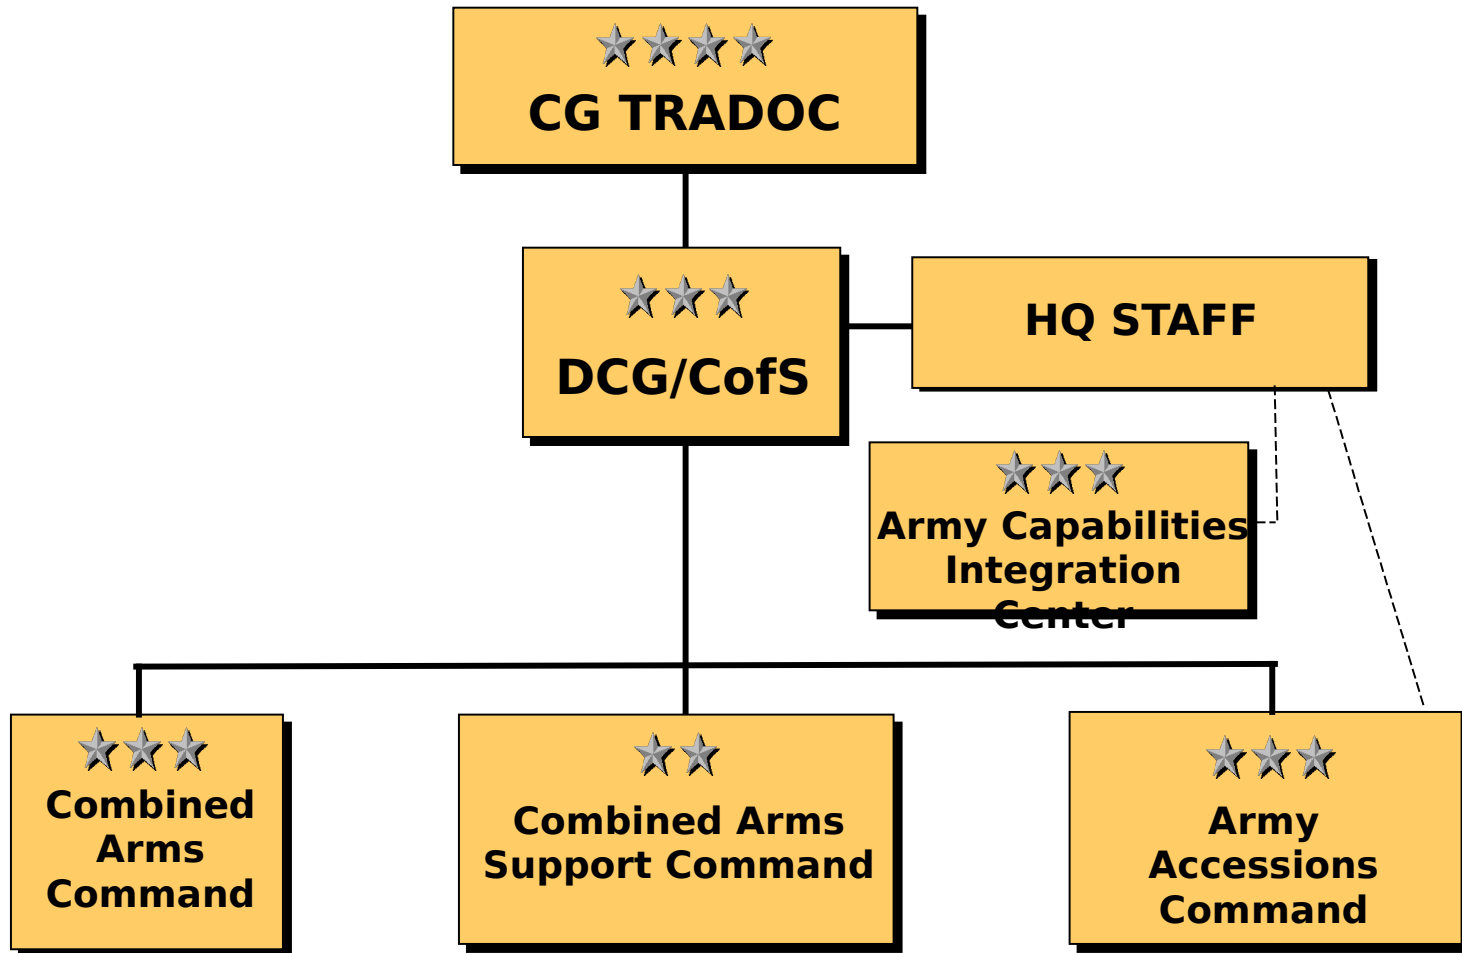 CG TRADOC
DCG/CofS
HQ STAFF
Army Capabilities
Integration
Center
Combined
Arms
Command
Combined Arms
Support Command
Army
Accessions
Command